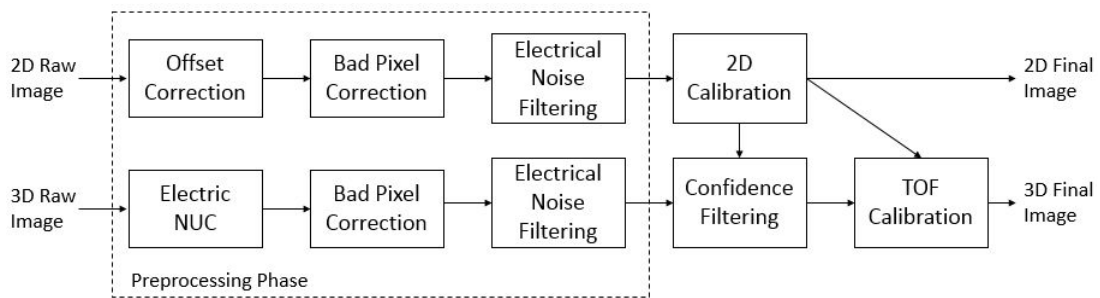 2D Raw
Image
Offset
Correction
Bad Pixel
Correction
Electrical
Noise
Filtering
2D
Calibration
2D Final
Image
3D Raw
Image
Electric
NUC
Bad Pixel
Correction
Electrical
Noise
Filtering
Confidence
Filtering
TOF
Calibration
3D Final
Image
Preprocessing Phase